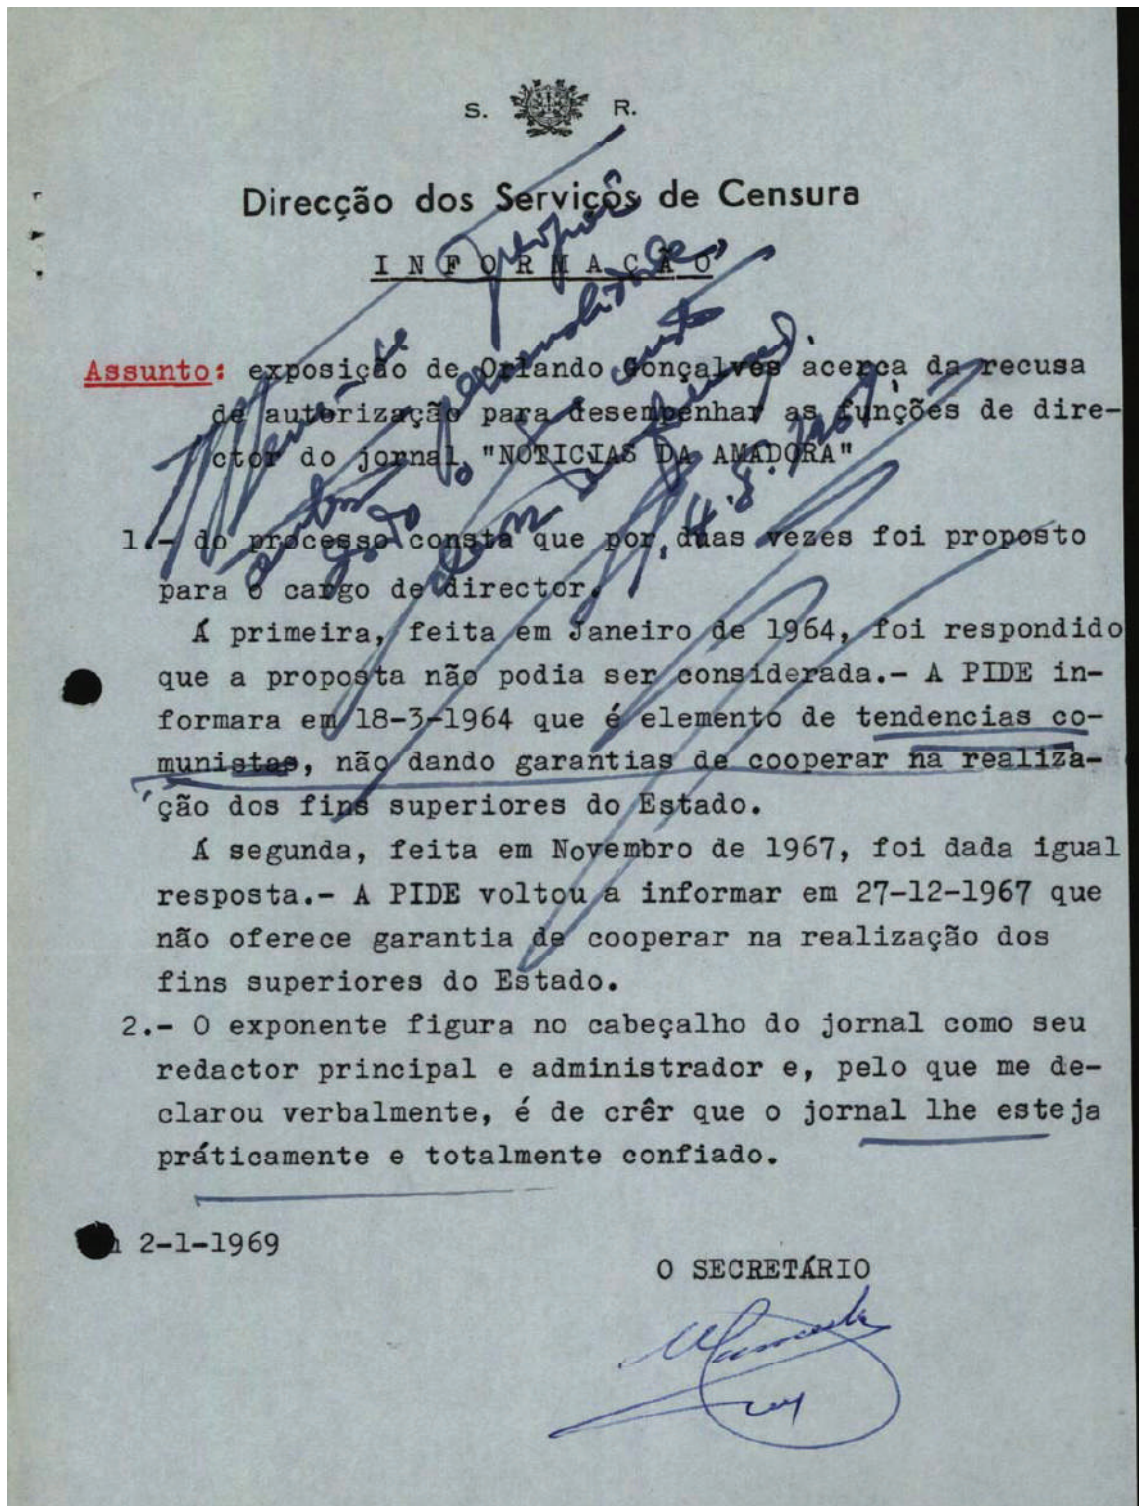 S. R.
Direcção dos Serviços de Censura
INFORMAÇÃO
Assunto: exposição de Orlando Gonçalves àcerca da recusa
de autorização para desempenhar as funções de dire-
ctor do jornal "NOTICIAS DA AMADORA"
1.- do processo consta que por duas vezes foi proposto
para o cargo de director.
Á primeira, feita em Janeiro de 1964, foi respondido
que a proposta não podia ser considerada.- A PIDE in-
formara em 18-3-1964 que é elemento de tendencias co-
munistas, não dando garantias de cooperar na realiza-
ção dos fins superiores do Estado.
Á segunda, feita em Novembro de 1967, foi dada igual
resposta.- A PIDE voltou a informar em 27-12-1967 que
não oferece garantia de cooperar na realização dos
fins superiores do Estado.
2.- O exponente figura no cabeçalho do jornal como seu
redactor principal e administrador e, pelo que me de-
clarou verbalmente, é de crêr que o jornal lhe esteja
práticamente e totalmente confiado.
2-1-1969
O SECRETÁRIO